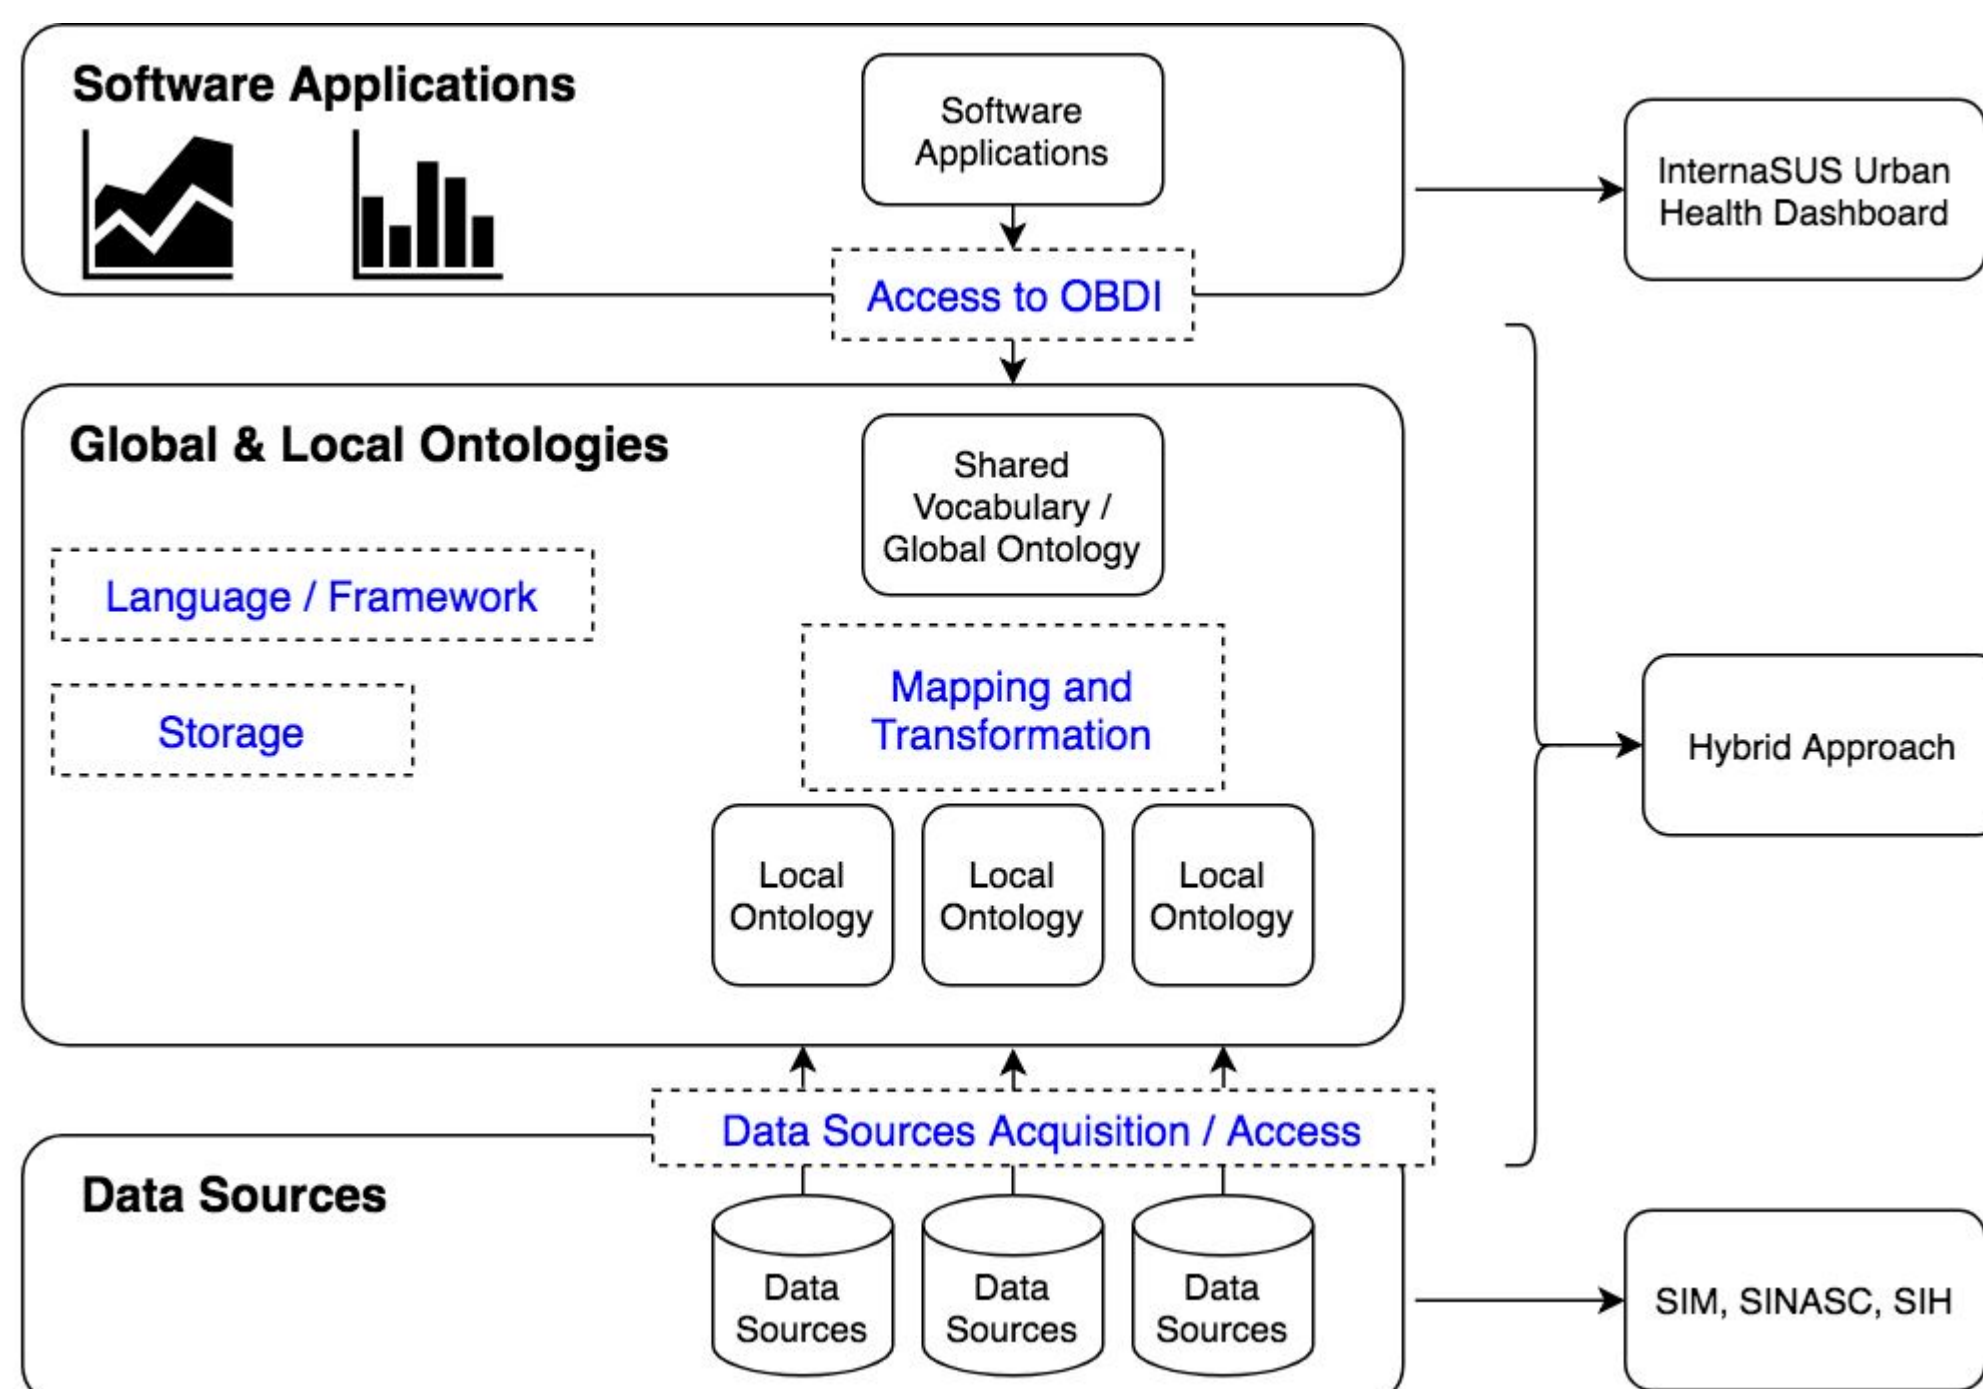 Software Applications
Software
Applications
InternaSUS Urban
Health Dashboard
Access to OBDI
Global & Local Ontologies
Shared
Vocabulary /
Global Ontology
Language / Framework
Mapping and
Transformation
Storage
Hybrid Approach
Local
Ontology
Local
Ontology
Local
Ontology
Data Sources Acquisition / Access
Data Sources
Data
Sources
Data
Sources
Data
Sources
SIM, SINASC, SIH